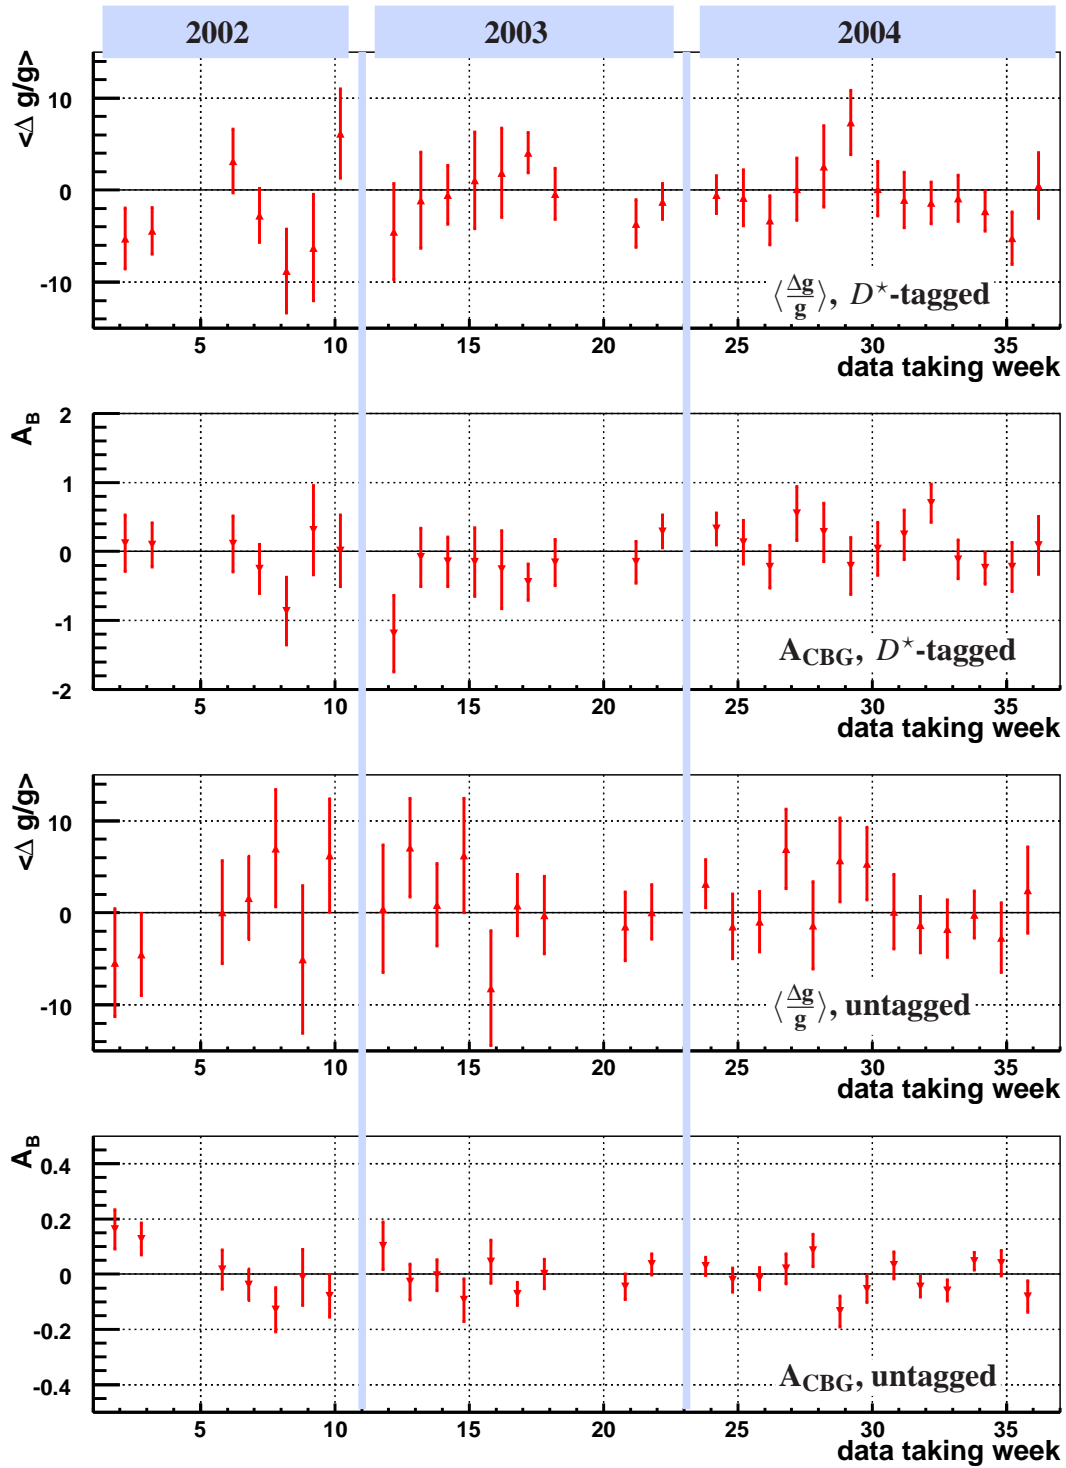 2002 2003 2004
<Δ g/g>
10
0
-10
⟨Δg/g⟩, D⋆-tagged
5 10 15 20 25 30 35
data taking week
A_B
2
1
0
-1
-2
A_CBG, D⋆-tagged
5 10 15 20 25 30 35
data taking week
<Δ g/g>
10
0
-10
⟨Δg/g⟩, untagged
5 10 15 20 25 30 35
data taking week
A_B
0.4
0.2
0
-0.2
-0.4
A_CBG, untagged
5 10 15 20 25 30 35
data taking week